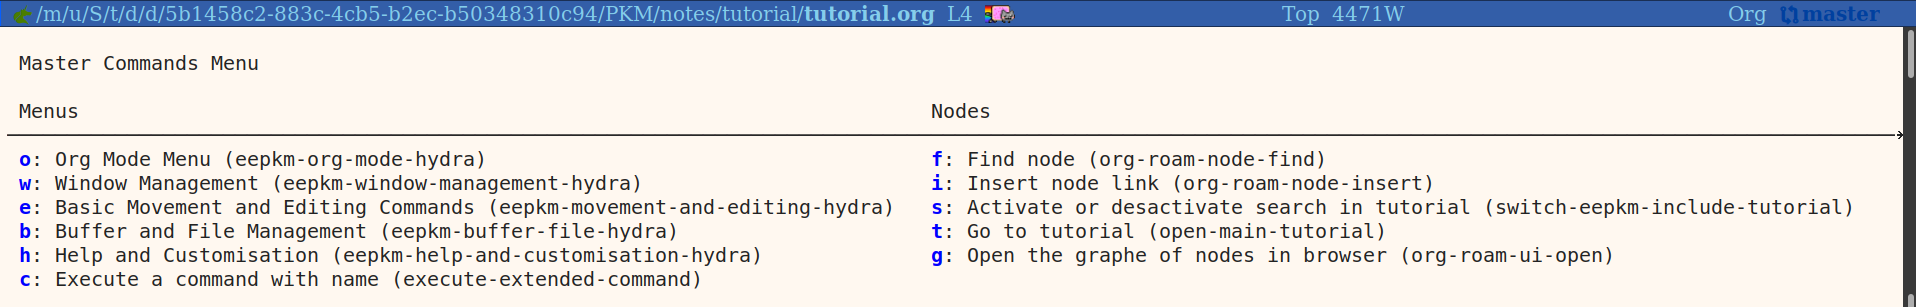 /m/u/S/t/d/d/5b1458c2-883c-4cb5-b2ec-b50348310c94/PKM/notes/tutorial/tutorial.org L4 Top 4471W Org master
Master Commands Menu
Menus Nodes
o: Org Mode Menu (eepkm-org-mode-hydra) f: Find node (org-roam-node-find)
w: Window Management (eepkm-window-management-hydra) i: Insert node link (org-roam-node-insert)
e: Basic Movement and Editing Commands (eepkm-movement-and-editing-hydra) s: Activate or desactivate search in tutorial (switch-eepkm-include-tutorial)
b: Buffer and File Management (eepkm-buffer-file-hydra) t: Go to tutorial (open-main-tutorial)
h: Help and Customisation (eepkm-help-and-customisation-hydra) g: Open the graphe of nodes in browser (org-roam-ui-open)
c: Execute a command with name (execute-extended-command)